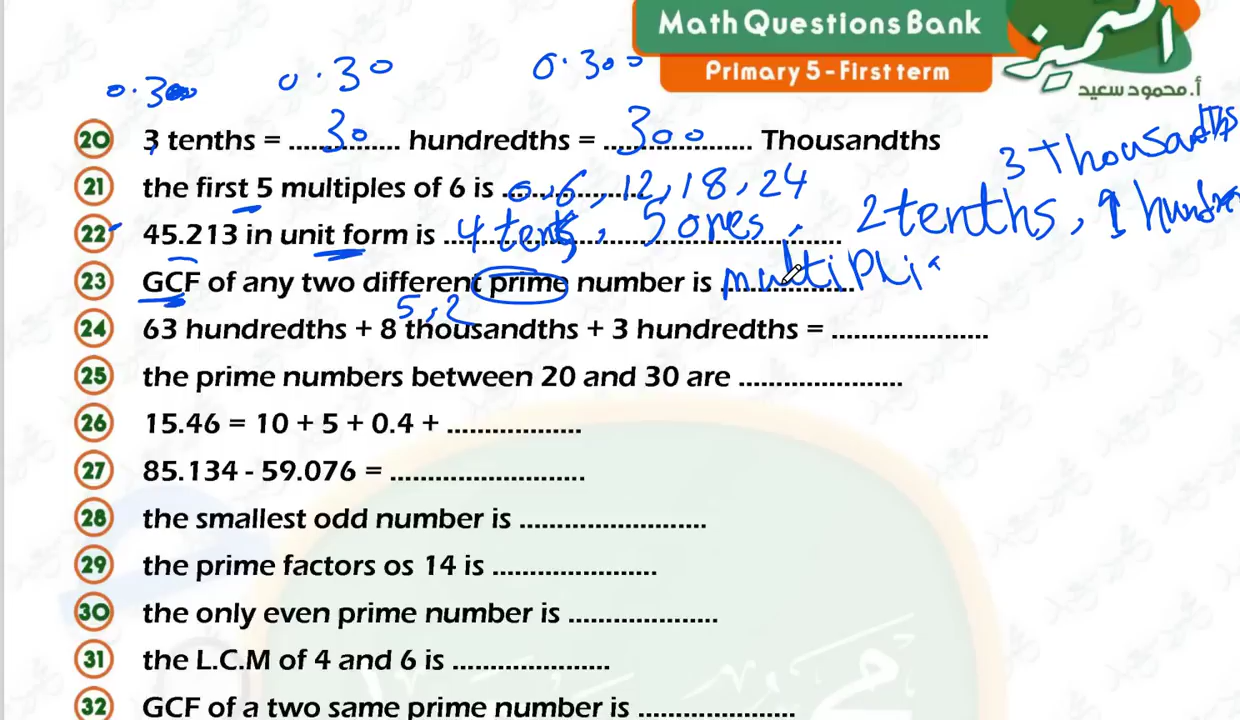 Math Questions Bank
Primary 5 - First term
المتميز
أ. محمود سعيد
0.300 0.30 0.300
20 3 tenths = ...30... hundredths = ...300... Thousandths
3 Thousandths
21 the first 5 multiples of 6 is ...0, 6, 12, 18, 24
22 45.213 in unit form is ...4 tens, 5 ones, 2 tenths, 1 hundre
23 GCF of any two different prime number is ...multipli
5, 2
24 63 hundredths + 8 thousandths + 3 hundredths = .....................
25 the prime numbers between 20 and 30 are ......................
26 15.46 = 10 + 5 + 0.4 + ..................
27 85.134 - 59.076 = ..........................
28 the smallest odd number is .........................
29 the prime factors os 14 is ......................
30 the only even prime number is ....................
31 the L.C.M of 4 and 6 is .....................
32 GCF of a two same prime number is .....................